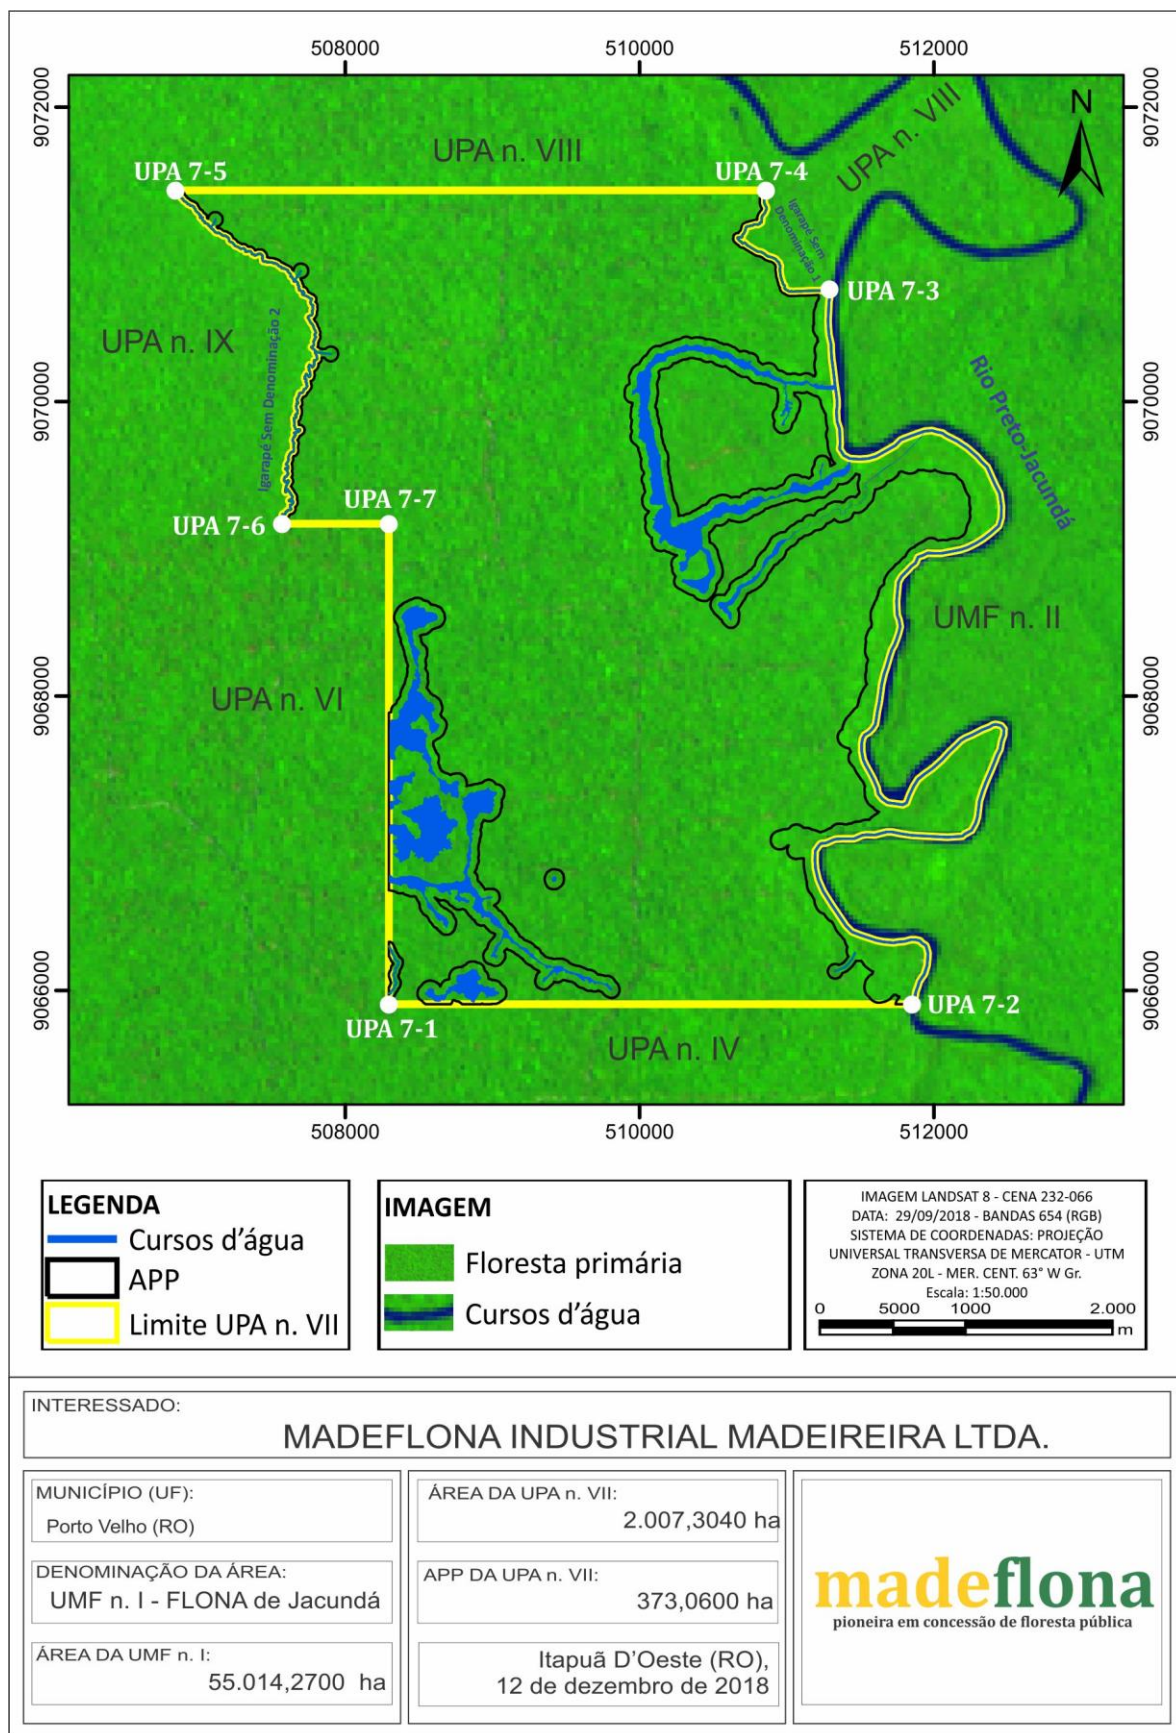 508000
510000
512000
9072000
9072000
UPA n. VIII
UPA n. VIII
N
UPA 7-5
UPA 7-4
Igarapé Sem
Denominação 1
UPA 7-3
UPA n. IX
Igarapé Sem Denominação 2
9070000
9070000
Rio Preto-Jacundá
UPA 7-7
UPA 7-6
UMF n. II
UPA n. VI
9068000
9068000
9066000
9066000
UPA 7-1
UPA 7-2
UPA n. IV
508000
510000
512000
LEGENDA
Cursos d'água
APP
Limite UPA n. VII
IMAGEM
Floresta primária
Cursos d'água
IMAGEM LANDSAT 8 - CENA 232-066
DATA: 29/09/2018 - BANDAS 654 (RGB)
SISTEMA DE COORDENADAS: PROJEÇÃO
UNIVERSAL TRANSVERSA DE MERCATOR - UTM
ZONA 20L - MER. CENT. 63° W Gr.
Escala: 1:50.000
0 5000 1000 2.000
m
INTERESSADO:
MADEFLONA INDUSTRIAL MADEIREIRA LTDA.
MUNICÍPIO (UF):
Porto Velho (RO)
DENOMINAÇÃO DA ÁREA:
UMF n. I - FLONA de Jacundá
ÁREA DA UMF n. I:
55.014,2700 ha
ÁREA DA UPA n. VII:
2.007,3040 ha
APP DA UPA n. VII:
373,0600 ha
Itapuã D'Oeste (RO),
12 de dezembro de 2018
madeflona
pioneira em concessão de floresta pública